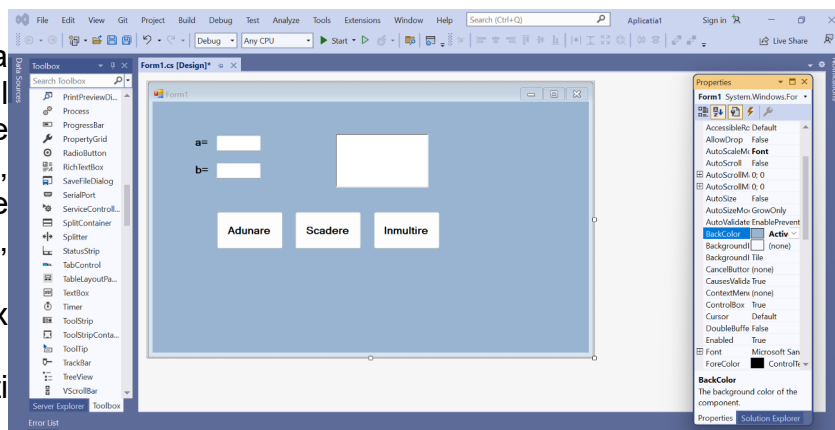 File Edit View Git Project Build Debug Test Analyze Tools Extensions Window Help Search (Ctrl+Q) Aplicatia1 Sign in
Debug Any CPU Start Live Share
Data Sources
Toolbox
Search Toolbox
PrintPreviewDi...
Process
ProgressBar
PropertyGrid
RadioButton
RichTextBox
SaveFileDialog
SerialPort
ServiceControll...
SplitContainer
Splitter
StatusStrip
TabControl
TableLayoutPa...
TextBox
Timer
ToolStrip
ToolStripConta...
ToolTip
TrackBar
TreeView
VScrollBar
Server Explorer Toolbox
Error List
Form1.cs [Design]*
Form1
a=
b=
Adunare Scadere Inmultire
Properties
Form1 System.Windows.For
AccessibleRo Default
AllowDrop False
AutoScaleMo Font
AutoScroll False
AutoScrollM 0; 0
AutoScrollM 0; 0
AutoSize False
AutoSizeMo GrowOnly
AutoValidate EnablePrevent
BackColor Activ
BackgroundI (none)
BackgroundI Tile
CancelButtor (none)
CausesValida True
ContextMenu (none)
ControlBox True
Cursor Default
DoubleBuffe False
Enabled True
Font Microsoft San
ForeColor ControlTe
BackColor
The background color of the
component.
Properties Solution Explorer